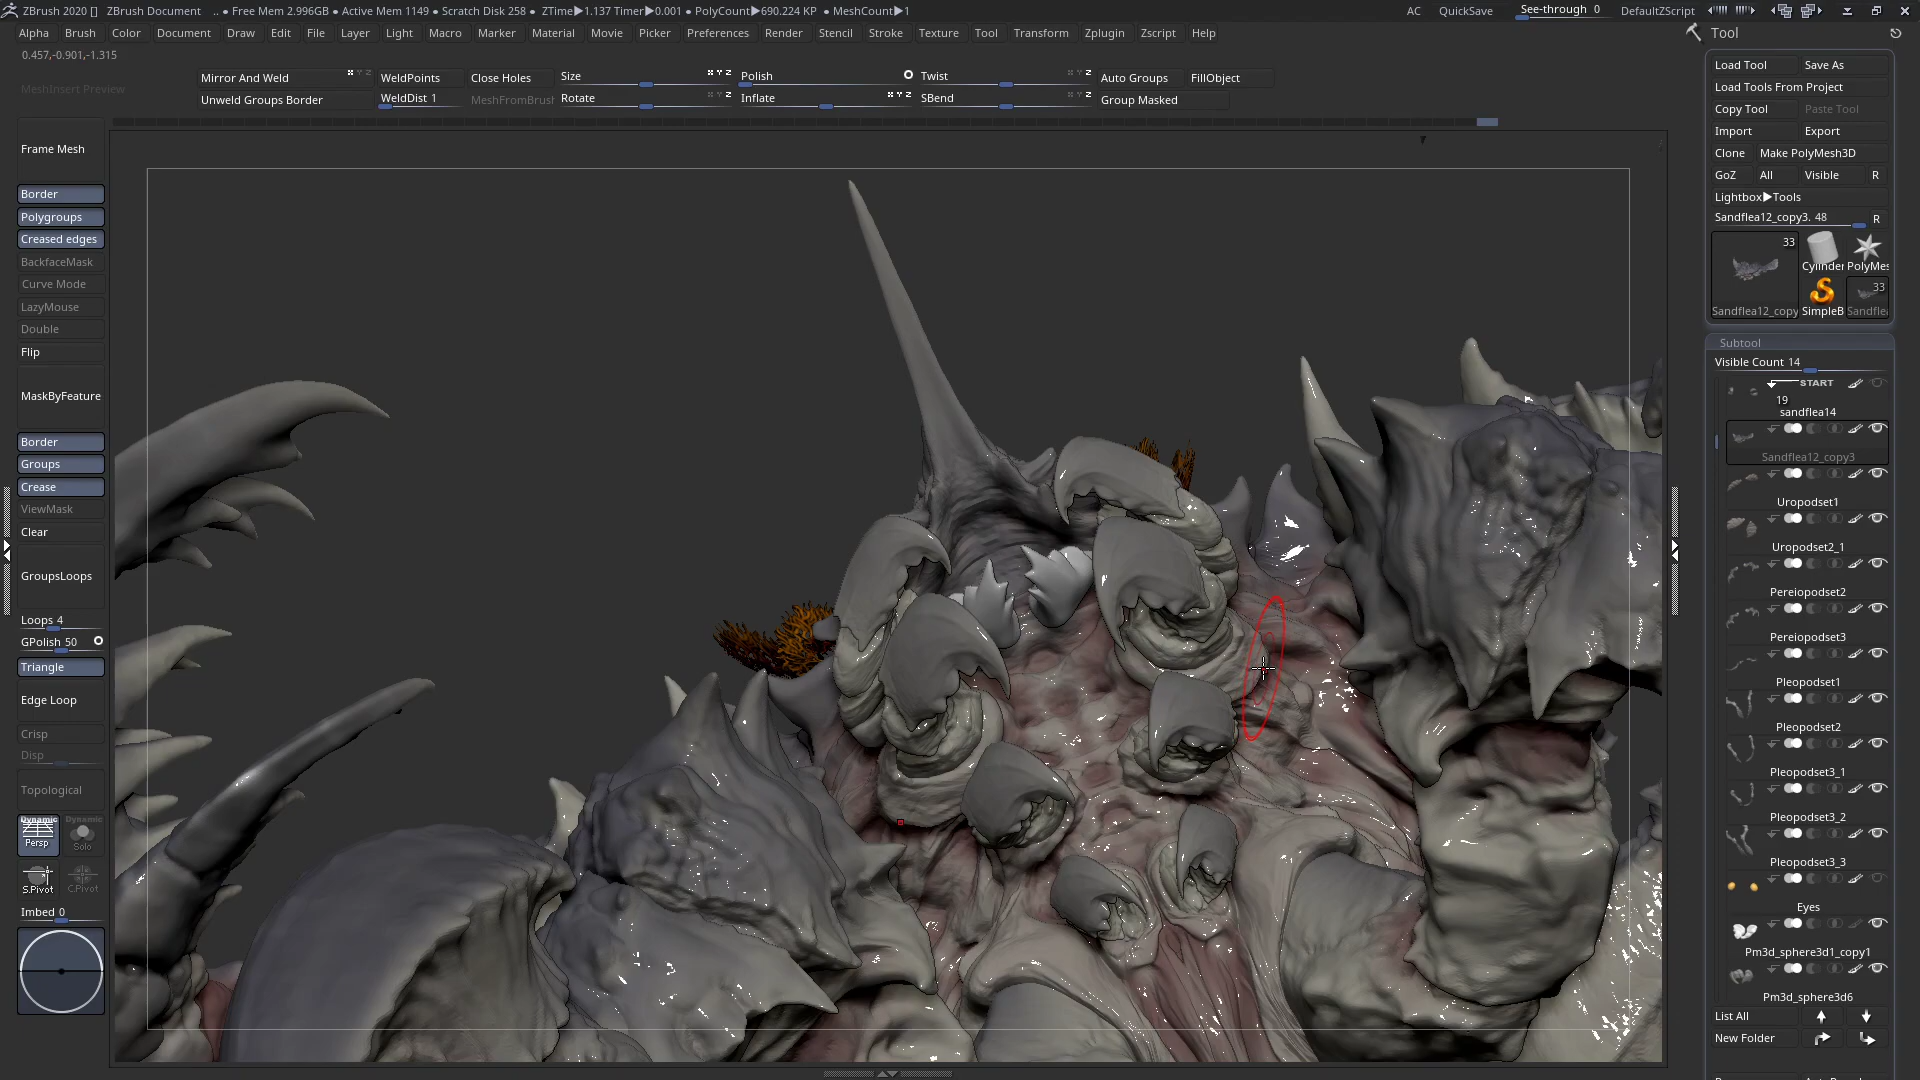 ZBrush 2020 [] ZBrush Document .. ● Free Mem 2.996GB ● Active Mem 1149 ● Scratch Disk 258 ● ZTime▶1.137 Timer▶0.001 ● PolyCount▶690.224 KP ● MeshCount▶1 AC QuickSave See-through 0 DefaultZScript
Alpha Brush Color Document Draw Edit File Layer Light Macro Marker Material Movie Picker Preferences Render Stencil Stroke Texture Tool Transform Zplugin Zscript Help
0.457,-0.901,-1.315
MeshInsert Preview
Mirror And Weld WeldPoints Close Holes Size Polish Twist Auto Groups FillObject
Unweld Groups Border WeldDist 1 MeshFromBrush Rotate Inflate SBend Group Masked
Frame Mesh
Border
Polygroups
Creased edges
BackfaceMask
Curve Mode
LazyMouse
Double
Flip
MaskByFeature
Border
Groups
Crease
ViewMask
Clear
GroupsLoops
Loops 4
GPolish 50
Triangle
Edge Loop
Crisp
Disp
Topological
Dynamic Dynamic
Persp Solo
S.Pivot C.Pivot
Imbed 0
Tool
Load Tool Save As
Load Tools From Project
Copy Tool Paste Tool
Import Export
Clone Make PolyMesh3D
GoZ All Visible R
Lightbox▶Tools
Sandflea12_copy3. 48 R
33
Cylinder PolyMes
33
Sandflea12_copy SimpleB Sandflea
Subtool
Visible Count 14
START
19
sandflea14
Sandflea12_copy3
Uropodset1
Uropodset2_1
Pereiopodset2
Pereiopodset3
Pleopodset1
Pleopodset2
Pleopodset3_1
Pleopodset3_2
Pleopodset3_3
Eyes
Pm3d_sphere3d1_copy1
Pm3d_sphere3d6
List All
New Folder